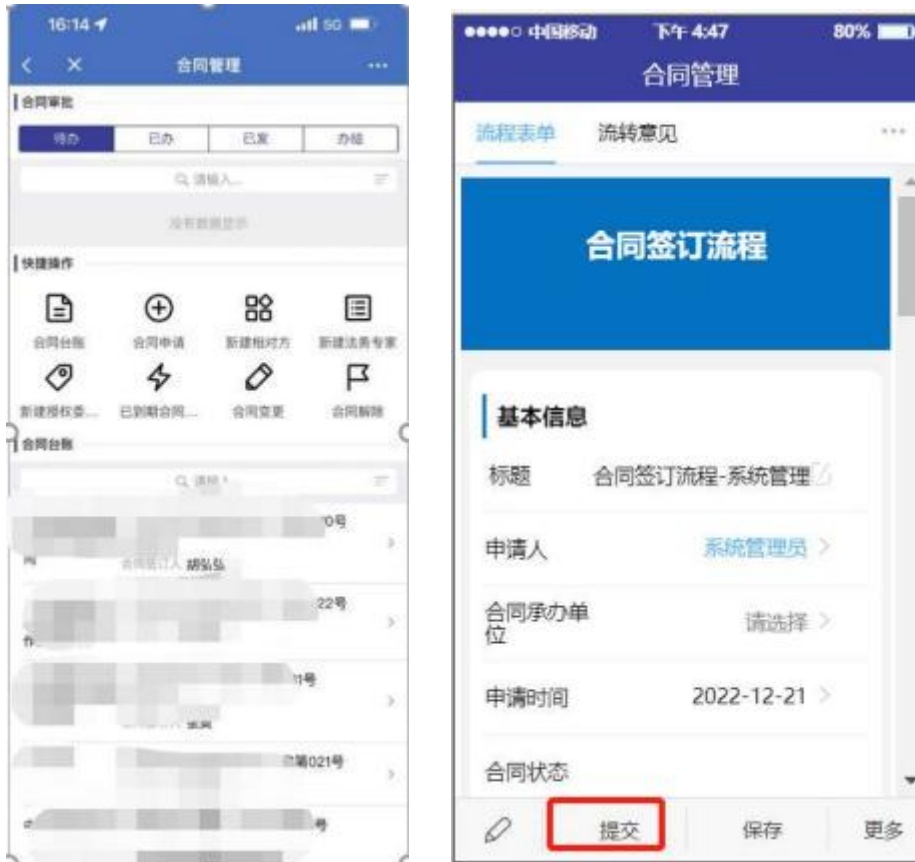 16:14
5G
合同管理
合同审批
待办
已办
已发
办结
请输入...
没有数据显示
快捷操作
合同台账
合同申请
新建相对方
新建法务专家
新建授权委...
已到期合同...
合同变更
合同解除
合同台账
0号
合同签订人 胡弘弘
22号
1号
第021号
号
中国移动
下午 4:47
80%
合同管理
流程表单
流转意见
合同签订流程
基本信息
标题
合同签订流程-系统管理
申请人
系统管理员
合同承办单位
请选择
申请时间
2022-12-21
合同状态
提交
保存
更多